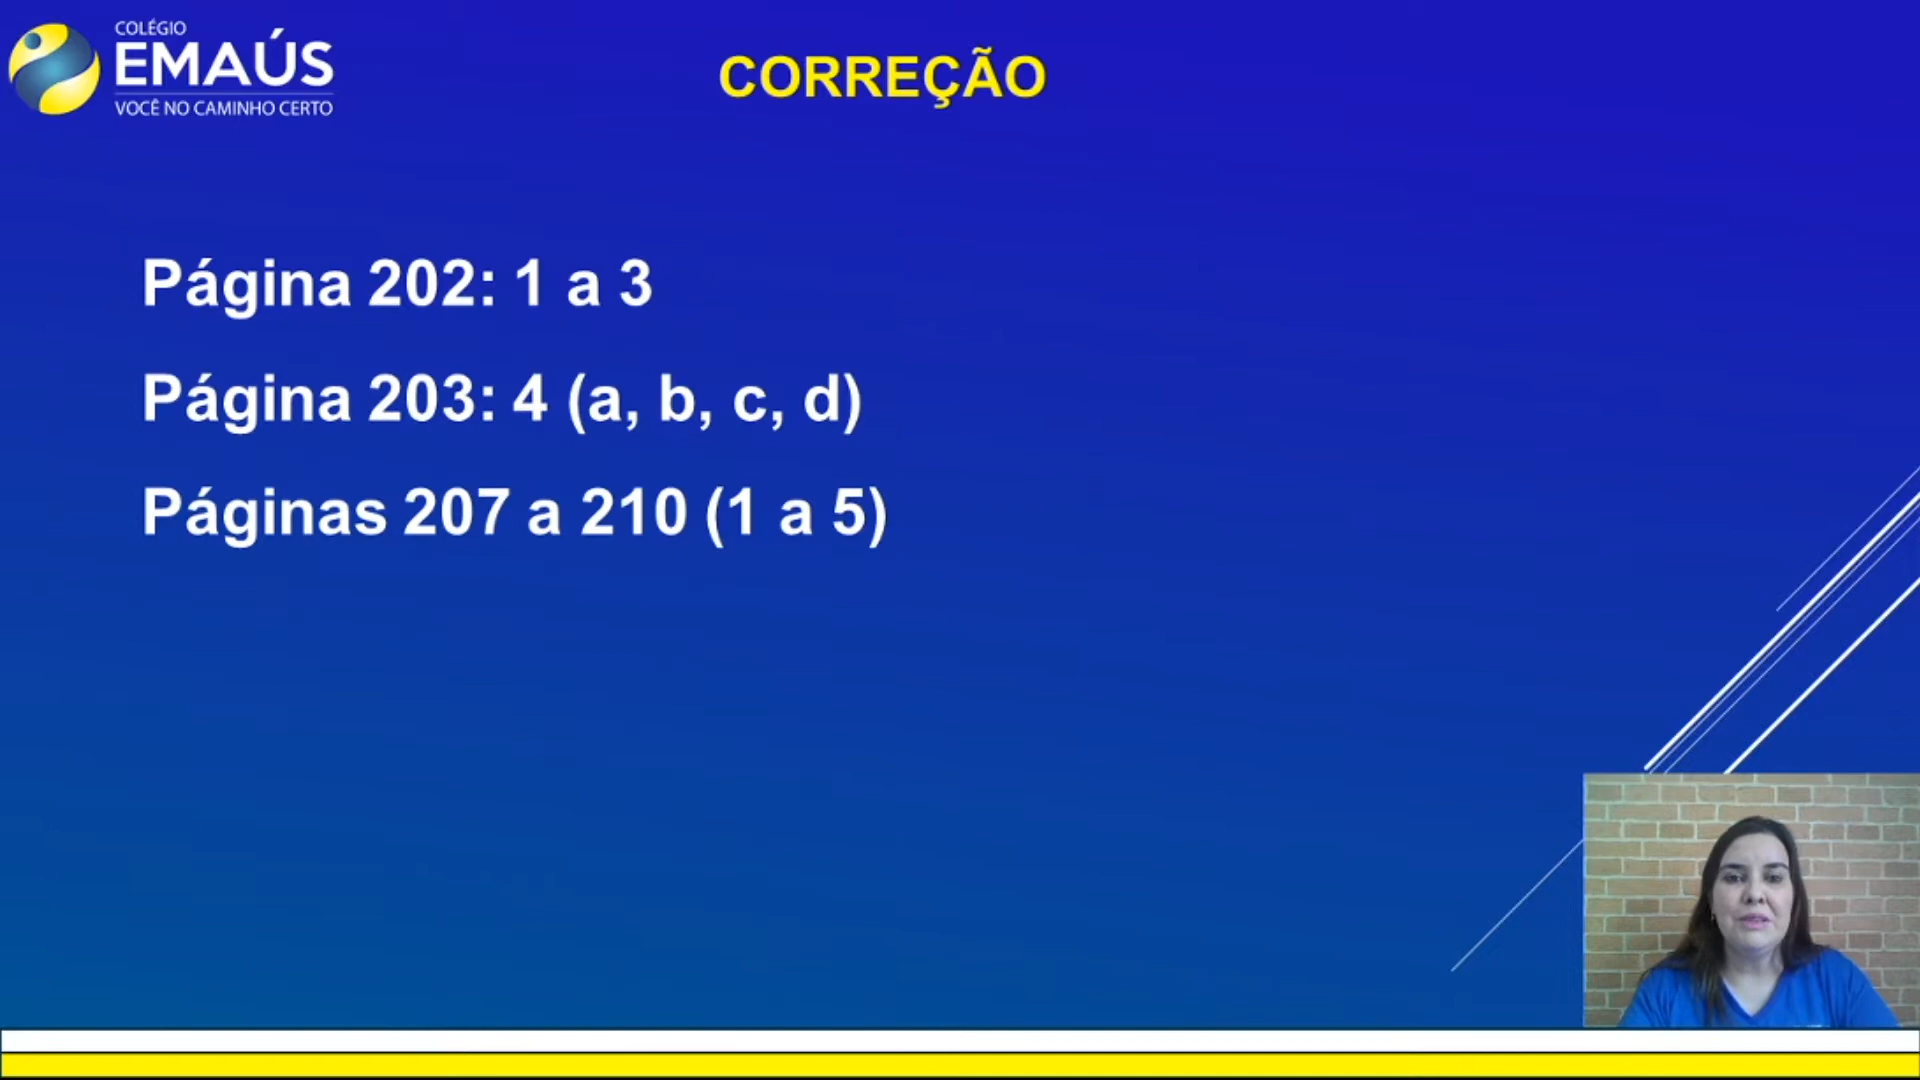 COLÉGIO
EMAÚS
VOCÊ NO CAMINHO CERTO
CORREÇÃO
Página 202: 1 a 3
Página 203: 4 (a, b, c, d)
Páginas 207 a 210 (1 a 5)